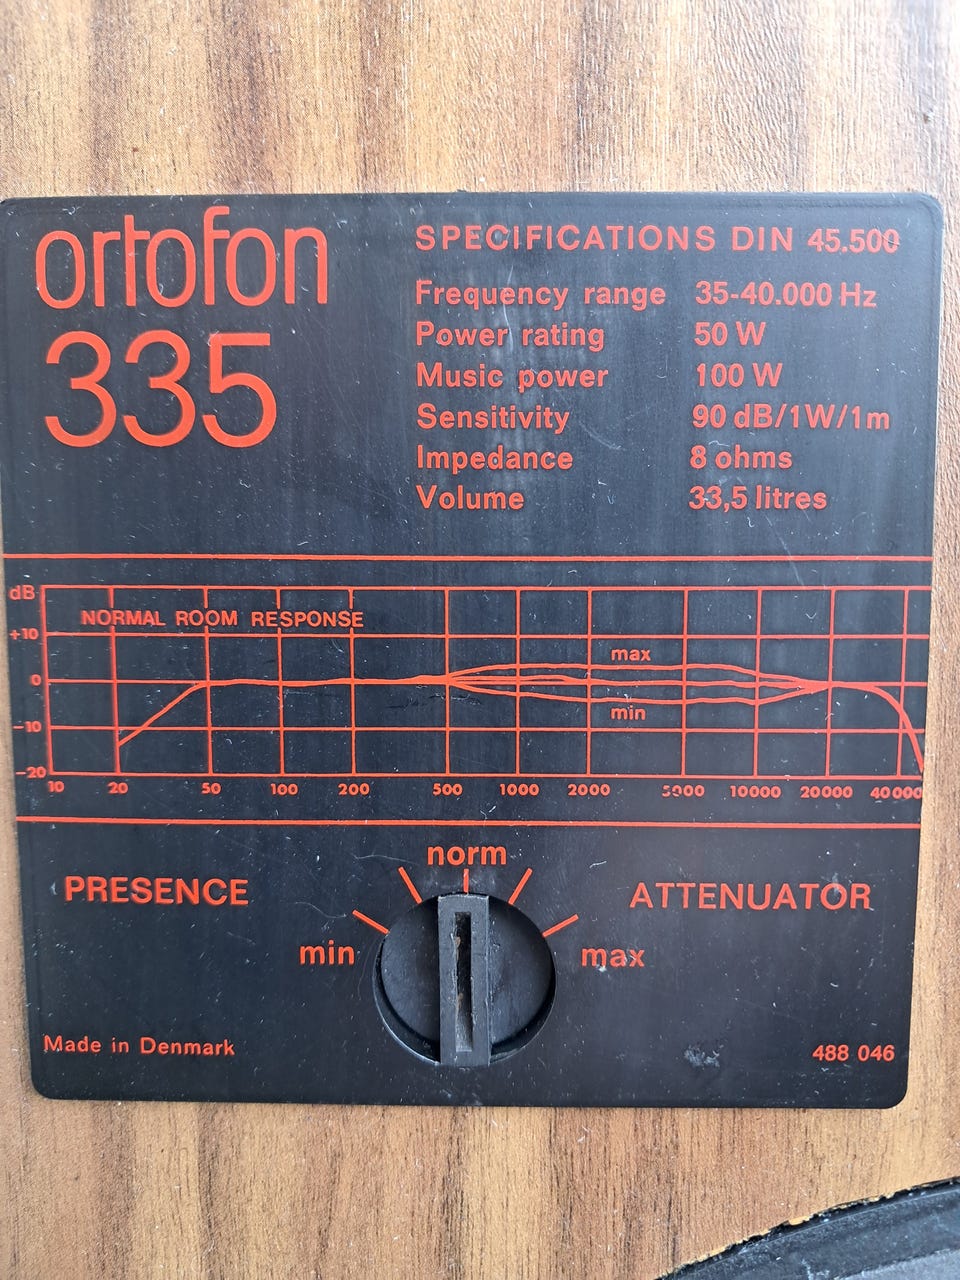 ortofon
335
SPECIFICATIONS DIN 45.500
Frequency range 35-40.000 Hz
Power rating 50 W
Music power 100 W
Sensitivity 90 dB/1W/1m
Impedance 8 ohms
Volume 33,5 litres
dB
NORMAL ROOM RESPONSE
+10
max
0
min
-10
-20
10 20 50 100 200 500 1000 2000 5000 10000 20000 40000
norm
PRESENCE ATTENUATOR
min max
Made in Denmark 488 046